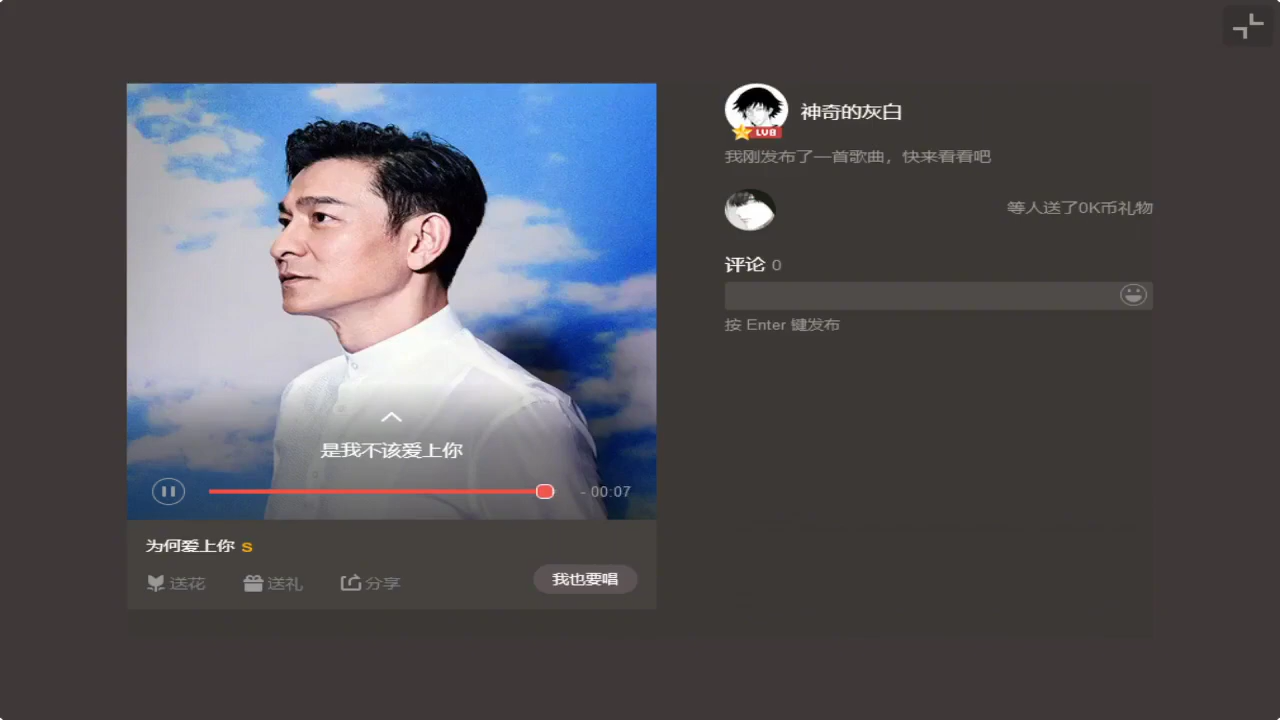 神奇的灰白
LV8
我刚发布了一首歌曲，快来看看吧
等人送了0K币礼物
评论 0
按 Enter 键发布
是我不该爱上你
- 00:07
为何爱上你 S
送花 送礼 分享 我也要唱